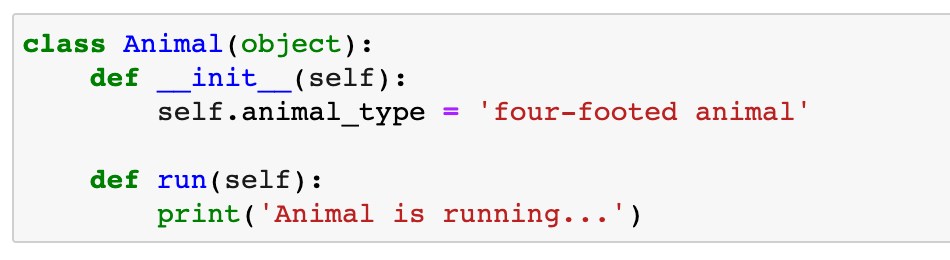 class Animal(object):
    def __init__(self):
        self.animal_type = 'four-footed animal'

    def run(self):
        print('Animal is running...')